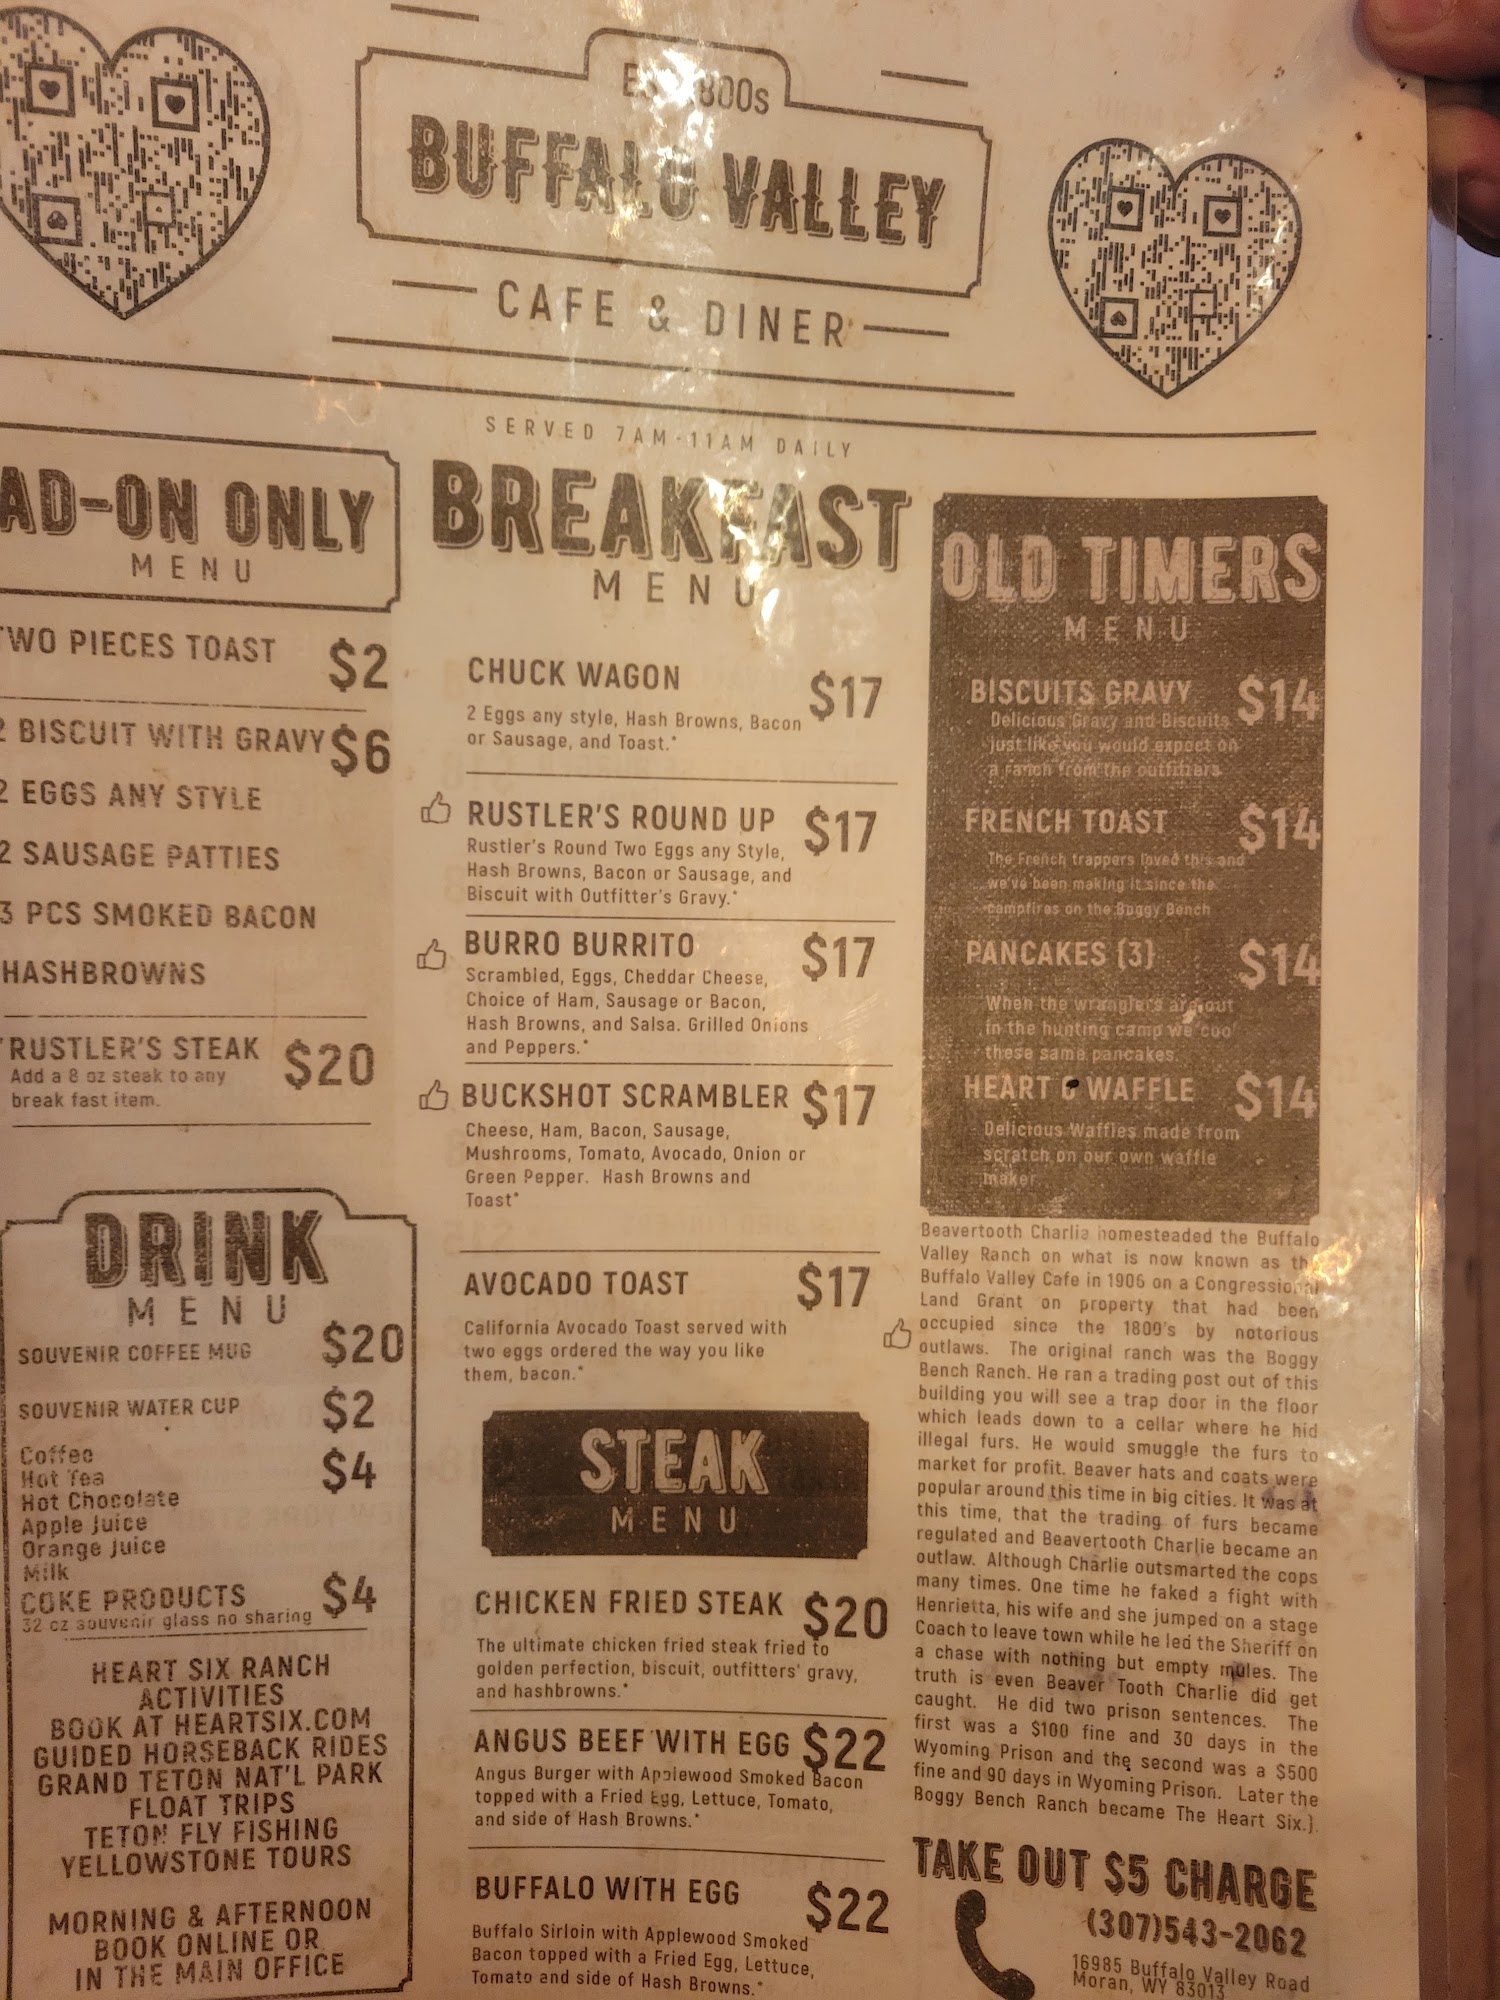 BUFFALO VALLEY
CAFE & DINER
SERVED 7AM-11AM DAILY
AD-ON ONLY
MENU
TWO PIECES TOAST $2
2 BISCUIT WITH GRAVY $6
2 EGGS ANY STYLE
2 SAUSAGE PATTIES
3 PCS SMOKED BACON
HASHBROWNS
RUSTLER'S STEAK $20
Add a 8 oz steak to any
break fast item.
DRINK
MENU
SOUVENIR COFFEE MUG $20
SOUVENIR WATER CUP $2
Coffee $4
Hot Tea
Hot Chocolate
Apple Juice
Orange Juice
Milk
COKE PRODUCTS $4
32 oz souvenir glass no sharing
HEART SIX RANCH
ACTIVITIES
BOOK AT HEARTSIX.COM
GUIDED HORSEBACK RIDES
GRAND TETON NAT'L PARK
FLOAT TRIPS
TETON FLY FISHING
YELLOWSTONE TOURS
MORNING & AFTERNOON
BOOK ONLINE OR
IN THE MAIN OFFICE
BREAKFAST
MENU
CHUCK WAGON $17
2 Eggs any style, Hash Browns, Bacon
or Sausage, and Toast.*
RUSTLER'S ROUND UP $17
Rustler's Round Two Eggs any Style,
Hash Browns, Bacon or Sausage, and
Biscuit with Outfitter's Gravy.*
BURRO BURRITO $17
Scrambled, Eggs, Cheddar Cheese,
Choice of Ham, Sausage or Bacon,
Hash Browns, and Salsa. Grilled Onions
and Peppers.*
BUCKSHOT SCRAMBLER $17
Cheese, Ham, Bacon, Sausage,
Mushrooms, Tomato, Avocado, Onion or
Green Pepper. Hash Browns and
Toast*
AVOCADO TOAST $17
California Avocado Toast served with
two eggs ordered the way you like
them, bacon.*
STEAK
MENU
CHICKEN FRIED STEAK $20
The ultimate chicken fried steak fried to
golden perfection, biscuit, outfitters' gravy,
and hashbrowns.*
ANGUS BEEF WITH EGG $22
Angus Burger with Applewood Smoked Bacon
topped with a Fried Egg, Lettuce, Tomato,
and side of Hash Browns.*
BUFFALO WITH EGG $22
Buffalo Sirloin with Applewood Smoked
Bacon topped with a Fried Egg, Lettuce,
Tomato and side of Hash Browns.*
OLD TIMERS
MENU
BISCUITS GRAVY $14
Delicious Gravy and Biscuits
just like you would expect on
a ranch from the outfitters
FRENCH TOAST $14
The French trappers loved this and
we've been making it since the
campfires on the Boggy Bench
PANCAKES (3) $14
When the wranglers are out
in the hunting camp we
these same pancakes.
HEART 6 WAFFLE $14
Delicious Waffles made from
scratch on our own waffle
maker
Beavertooth Charlie homesteaded the Buffalo
Valley Ranch on what is now known as the
Buffalo Valley Cafe in 1906 on a Congressional
Land Grant on property that had been
occupied since the 1800's by notorious
outlaws. The original ranch was the Boggy
Bench Ranch. He ran a trading post out of this
building you will see a trap door in the floor
which leads down to a cellar where he hid
illegal furs. He would smuggle the furs to
market for profit. Beaver hats and coats were
popular around this time in big cities. It was at
this time, that the trading of furs became
regulated and Beavertooth Charlie became an
outlaw. Although Charlie outsmarted the cops
many times. One time he faked a fight with
Henrietta, his wife and she jumped on a stage
Coach to leave town while he led the Sheriff on
a chase with nothing but empty mules. The
truth is even Beaver Tooth Charlie did get
caught. He did two prison sentences. The
first was a $100 fine and 30 days in the
Wyoming Prison and the second was a $500
fine and 90 days in Wyoming Prison. Later the
Boggy Bench Ranch became The Heart Six.).
TAKE OUT $5 CHARGE
(307)543-2062
16985 Buffalo Valley Road
Moran, WY 83013